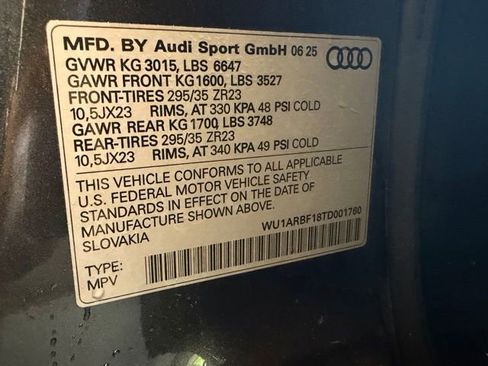 MFD. BY Audi Sport GmbH 06 25
GVWR KG 3015, LBS 6647
GAWR FRONT KG1600, LBS 3527
FRONT-TIRES 295/35 ZR23
10,5JX23 RIMS, AT 330 KPA 48 PSI COLD
GAWR REAR KG 1700, LBS 3748
REAR-TIRES 295/35 ZR23
10,5JX23 RIMS, AT 340 KPA 49 PSI COLD
THIS VEHICLE CONFORMS TO ALL APPLICABLE
U.S. FEDERAL MOTOR VEHICLE SAFETY
STANDARDS IN EFFECT ON THE DATE OF
MANUFACTURE SHOWN ABOVE.
SLOVAKIA
WU1ARBF18TD001760
TYPE:
MPV